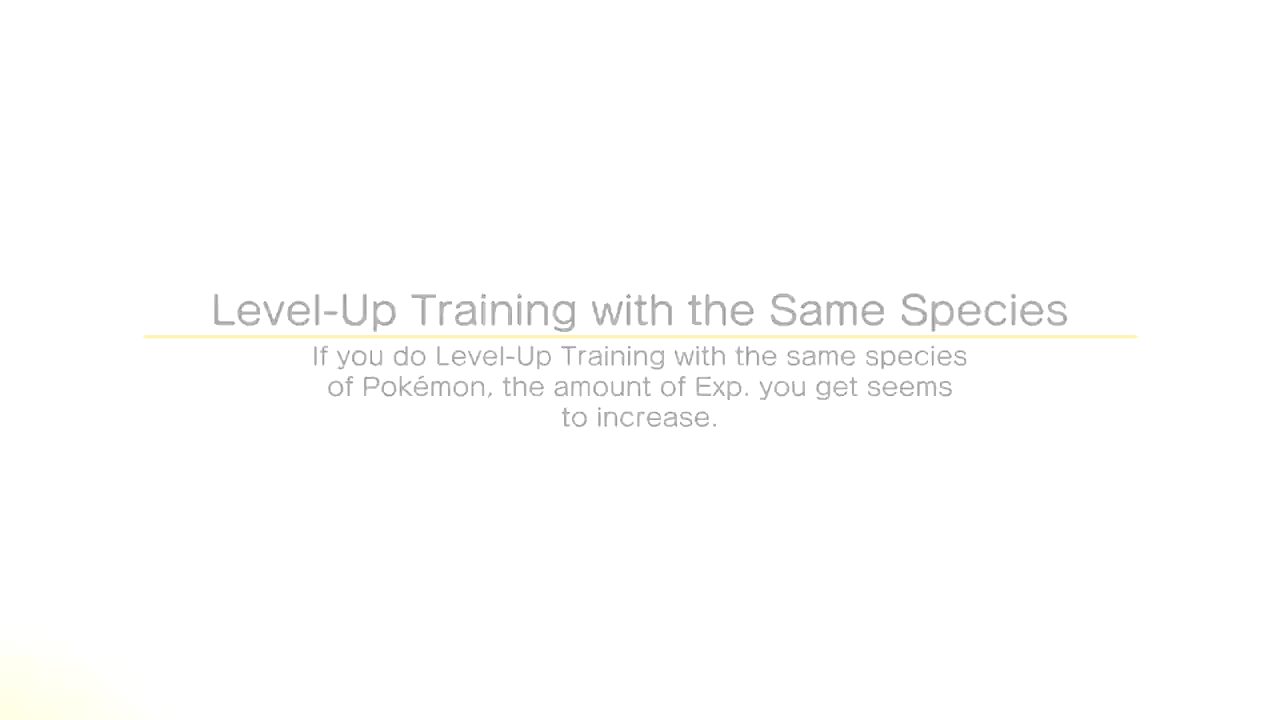 Level-Up Training with the Same Species
If you do Level-Up Training with the same species
of Pokémon, the amount of Exp. you get seems
to increase.